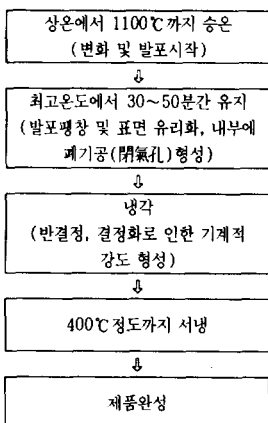 상온에서 1100℃까지 승온
(변화 및 발포시작)
⇩
최고온도에서 30～50분간 유지
(발포팽창 및 표면 유리화, 내부에
폐기공(閉氣孔)형성)
⇩
냉각
(반결정, 결정화로 인한 기계적
강도 형성)
⇩
400℃정도까지 서냉
⇩
제품완성